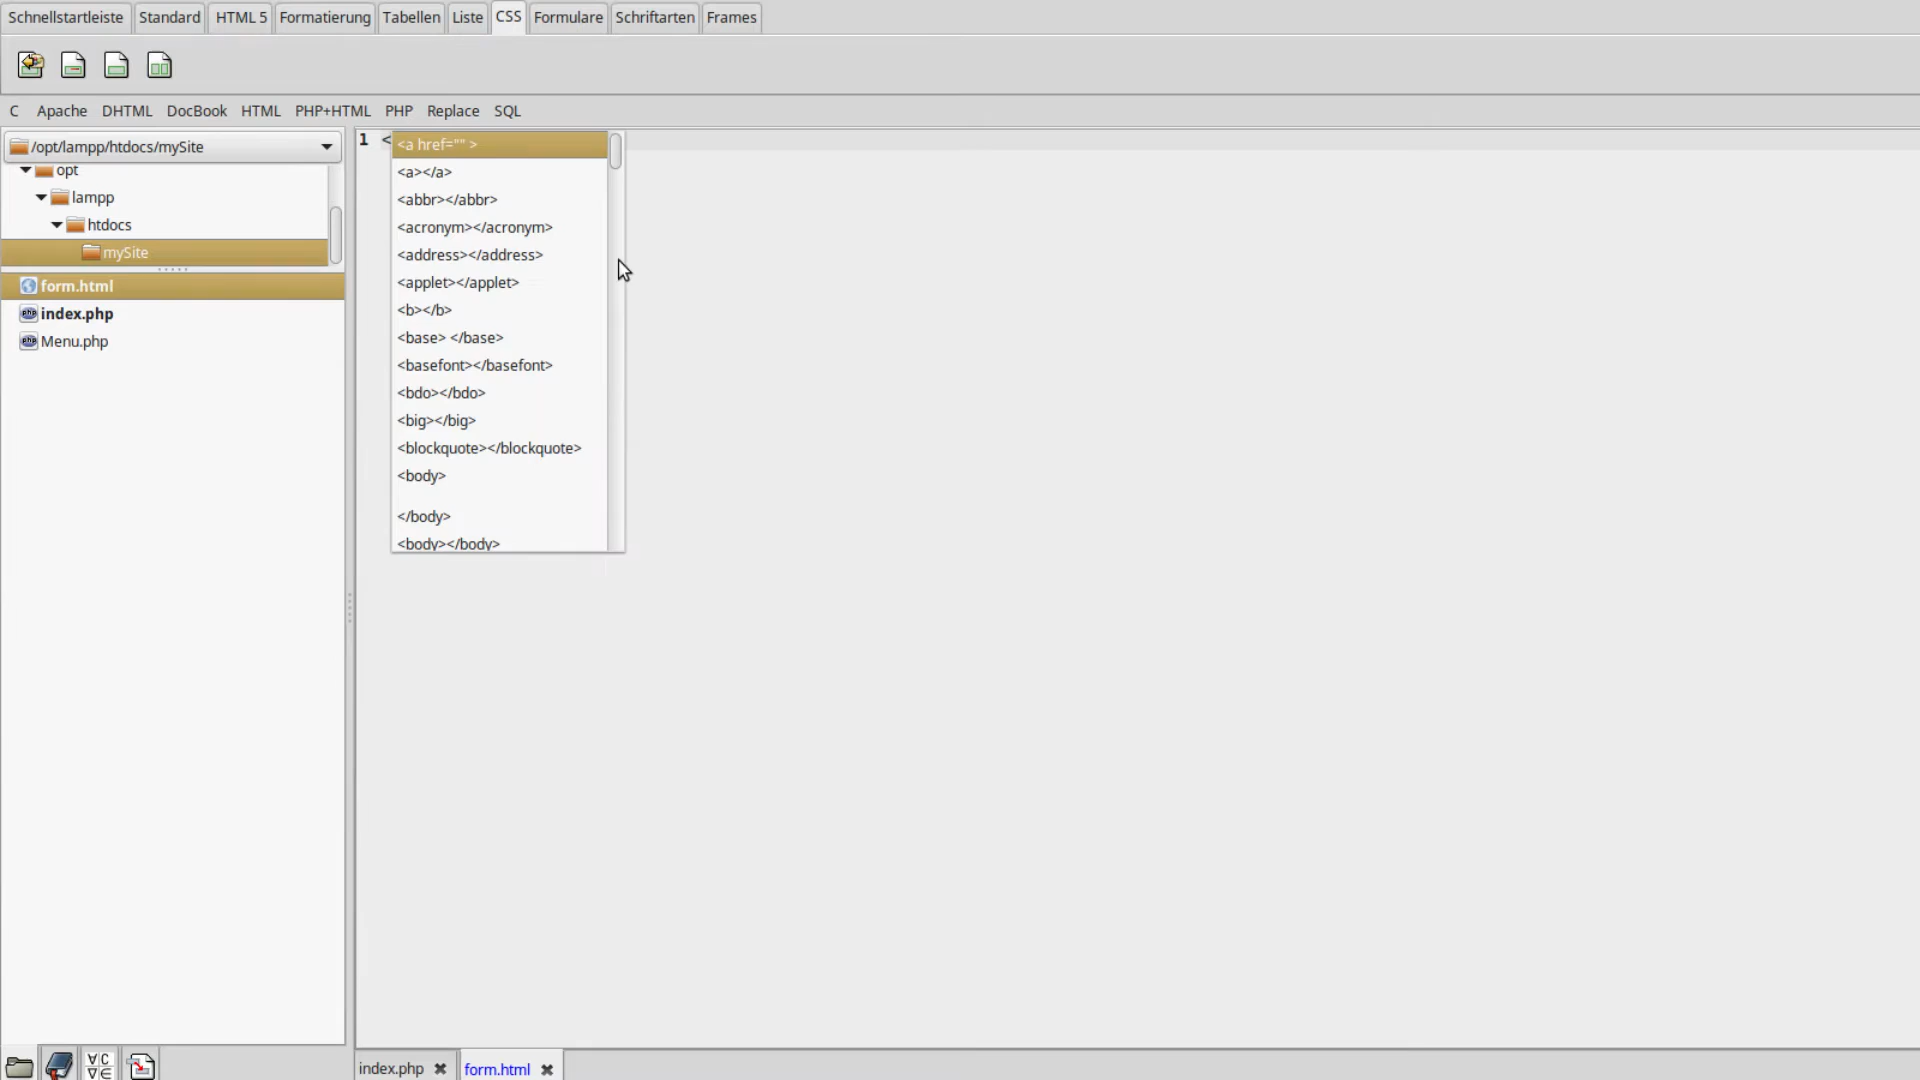 Schnellstartleiste Standard HTML 5 Formatierung Tabellen Liste CSS Formulare Schriftarten Frames
C Apache DHTML DocBook HTML PHP+HTML PHP Replace SQL
/opt/lampp/htdocs/mySite
opt
lampp
htdocs
mySite
form.html
index.php
Menu.php
1 <
<a href="" >
<a></a>
<abbr></abbr>
<acronym></acronym>
<address></address>
<applet></applet>
<b></b>
<base> </base>
<basefont></basefont>
<bdo></bdo>
<big></big>
<blockquote></blockquote>
<body>
</body>
<body></body>
index.php form.html